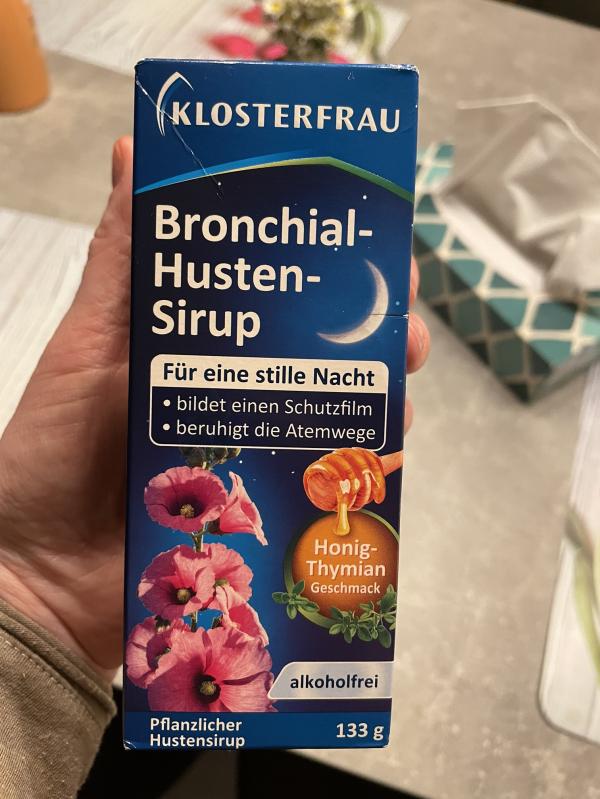 KLOSTERFRAU
Bronchial-
Husten-
Sirup
Für eine stille Nacht
• bildet einen Schutzfilm
• beruhigt die Atemwege
Honig-
Thymian
Geschmack
alkoholfrei
Pflanzlicher
Hustensirup
133 g